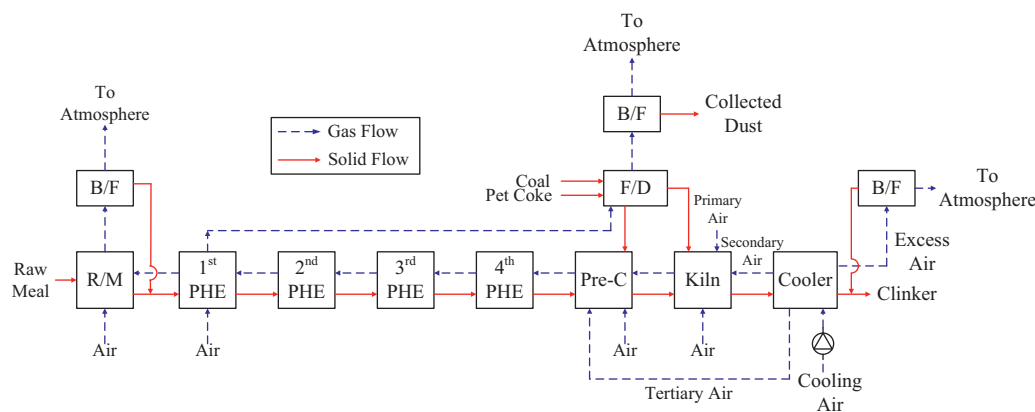 To
Atmosphere
To
Atmosphere
B/F
Collected
Dust
Gas Flow
Solid Flow
B/F
Coal
Pet Coke
F/D
B/F
To
Atmosphere
Primary
Air
Secondary
Air
Excess
Air
Raw
Meal
R/M
1st
PHE
2nd
PHE
3rd
PHE
4th
PHE
Pre-C
Kiln
Cooler
Clinker
Air
Air
Air
Air
Tertiary Air
Cooling
Air